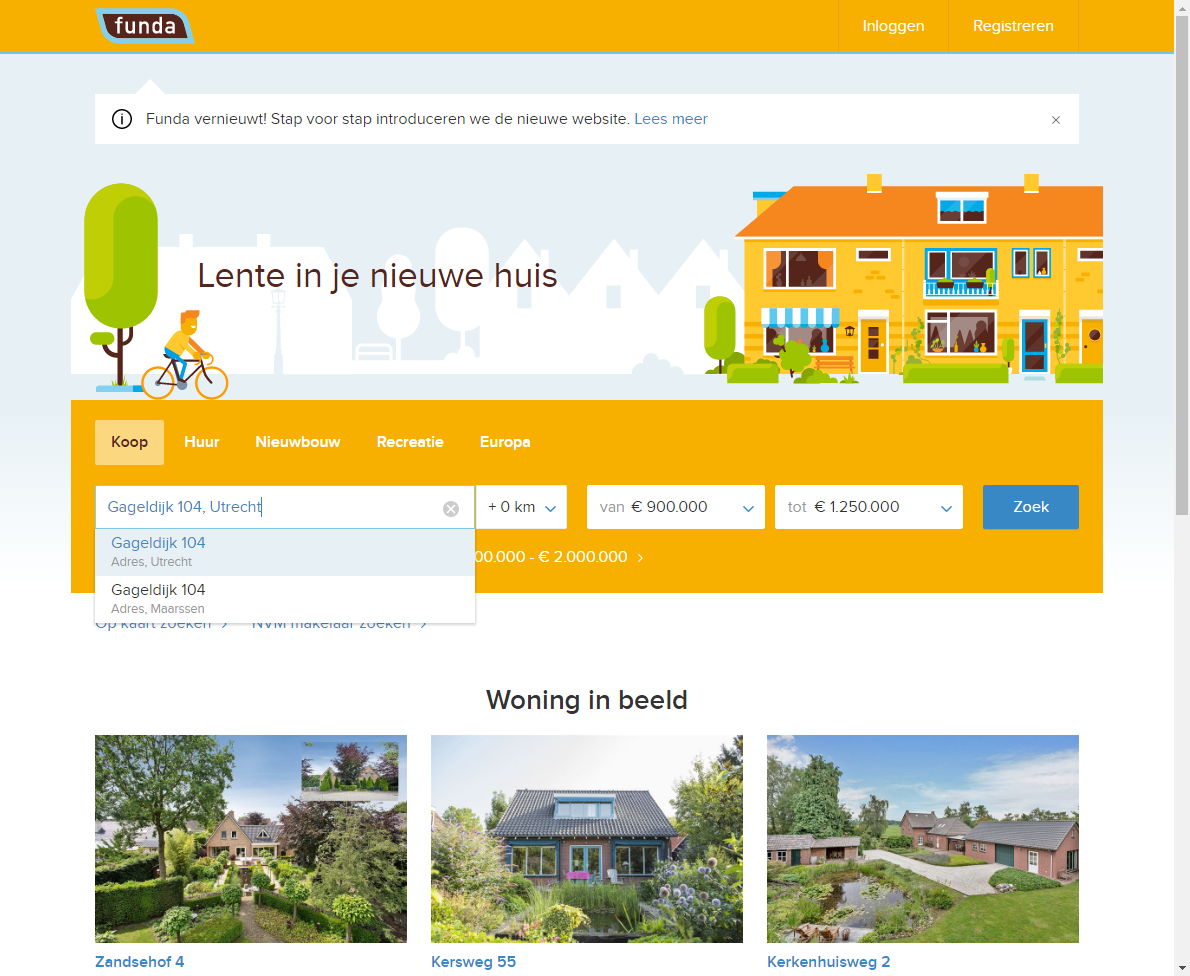 funda
Inloggen
Registreren
Funda vernieuwt! Stap voor stap introduceren we de nieuwe website. Lees meer
Lente in je nieuwe huis
Koop Huur Nieuwbouw Recreatie Europa
Gageldijk 104, Utrecht
+ 0 km
van € 900.000
tot € 1.250.000
Zoek
Gageldijk 104
Adres, Utrecht
00.000 - € 2.000.000
Gageldijk 104
Adres, Maarssen
Op kaart zoeken
NVM makelaar zoeken
Woning in beeld
Zandsehof 4
Kersweg 55
Kerkenhuisweg 2